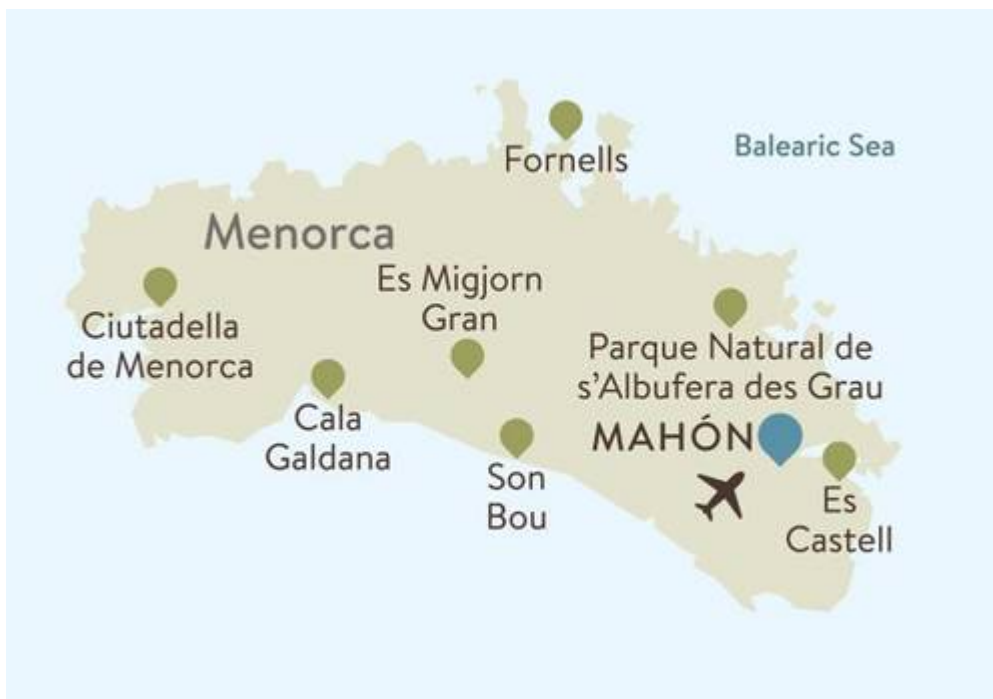 Fornells
Balearic Sea
Menorca
Es Migjorn
Gran
Ciutadella
de Menorca
Parque Natural de
s'Albufera des Grau
Cala
Galdana
MAHÓN
Son
Bou
Es
Castell